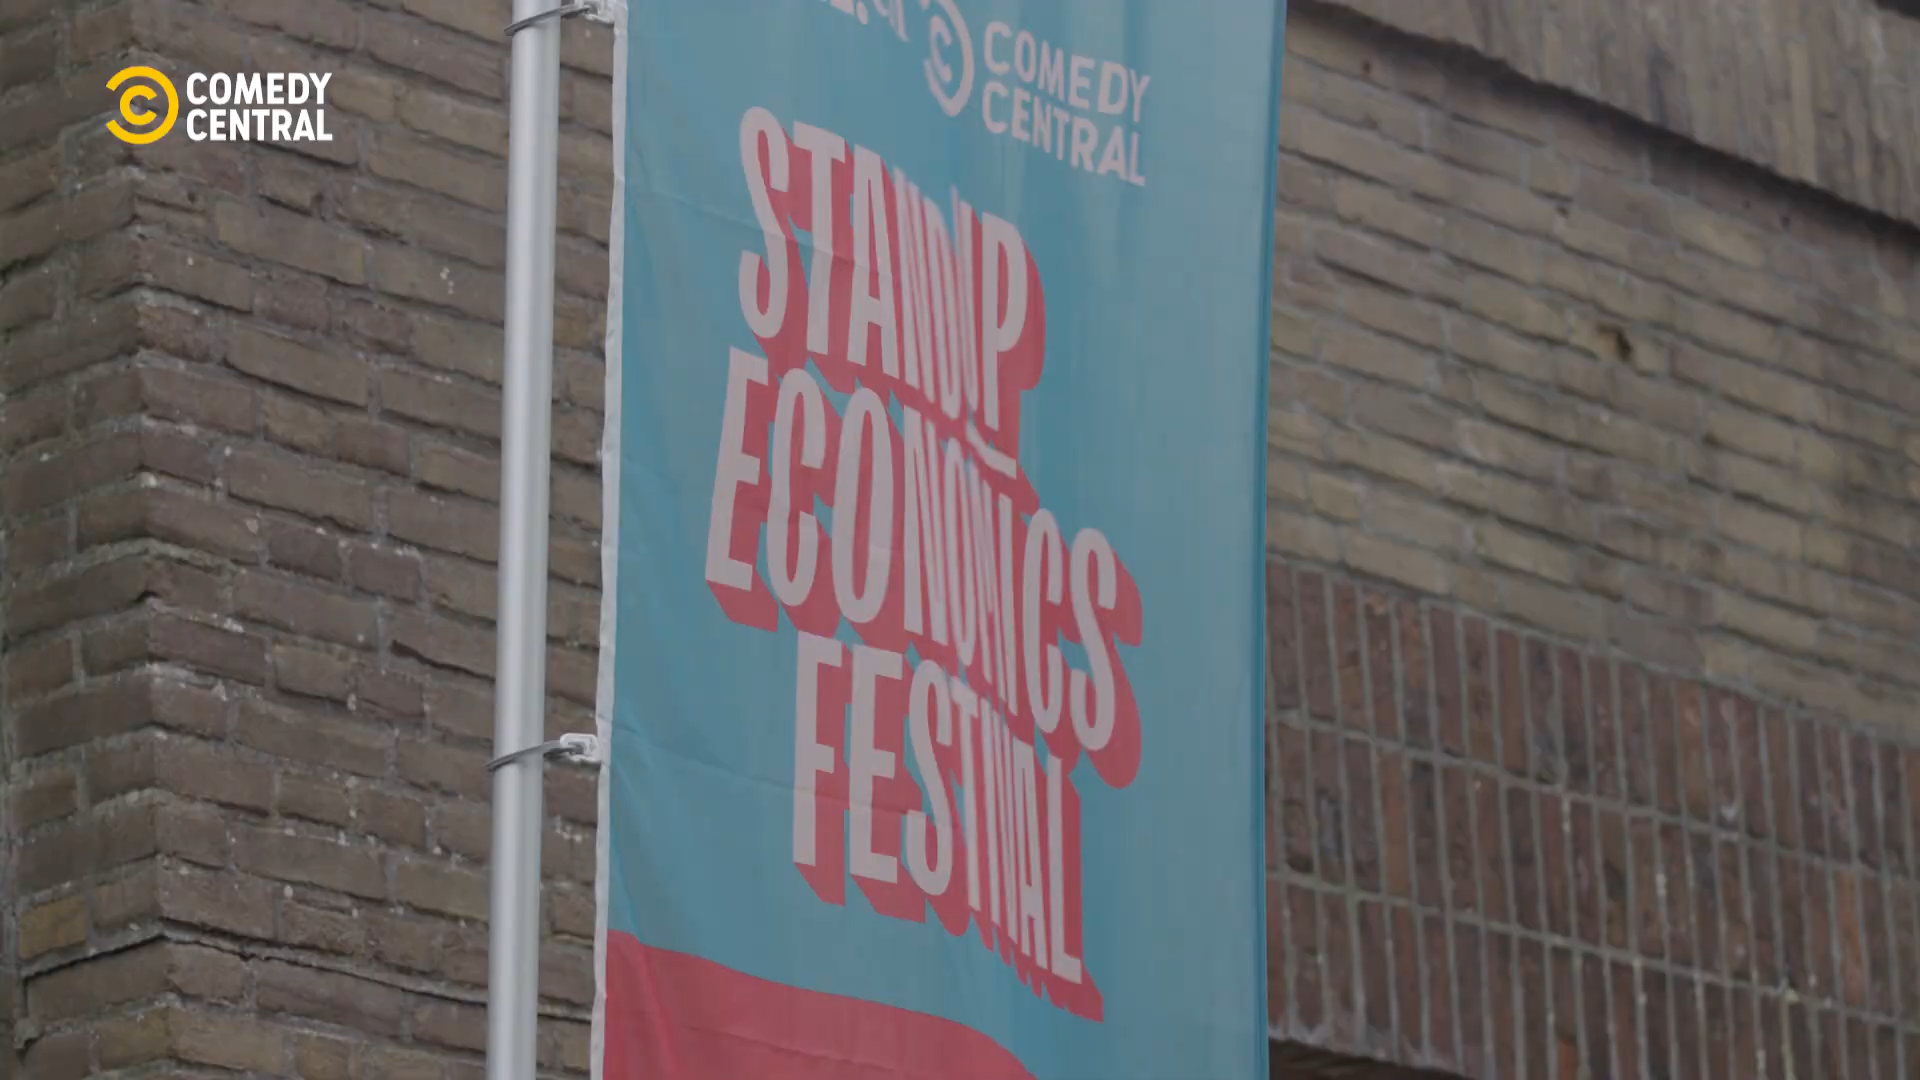 COMEDY
CENTRAL
COMEDY
CENTRAL
STANDUP
ECONOMICS
FESTIVAL